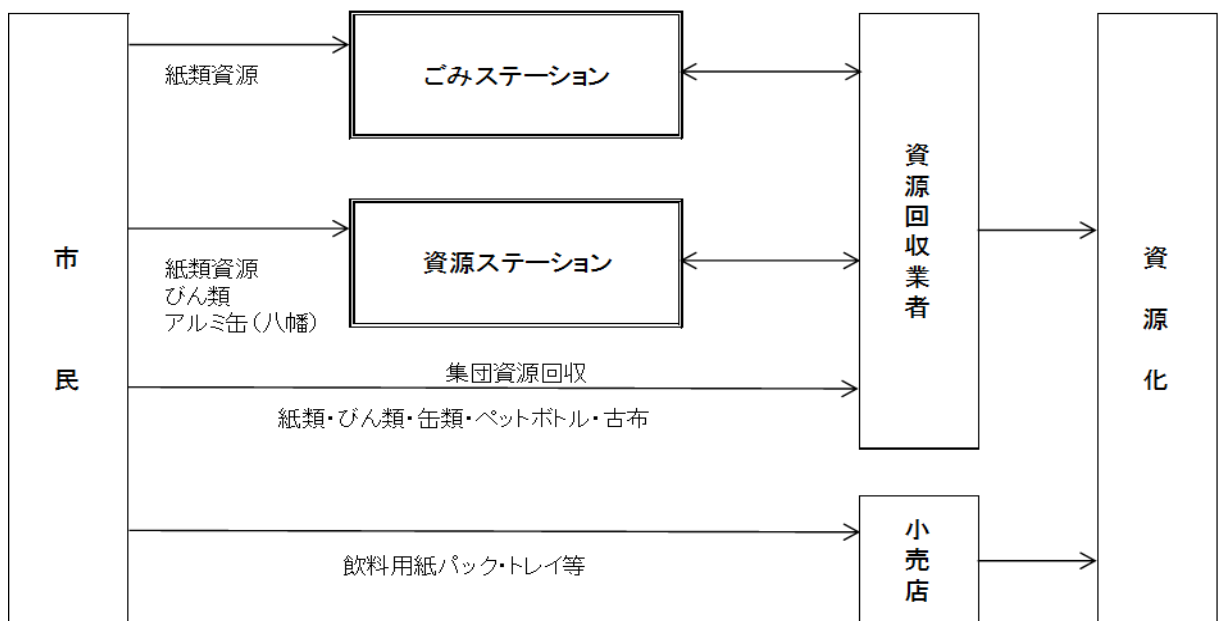 市民
紙類資源
ごみステーション
紙類資源
びん類
アルミ缶(八幡)
資源ステーション
集団資源回収
紙類・びん類・缶類・ペットボトル・古布
資源回収業者
飲料用紙パック・トレイ等
小売店
資源化